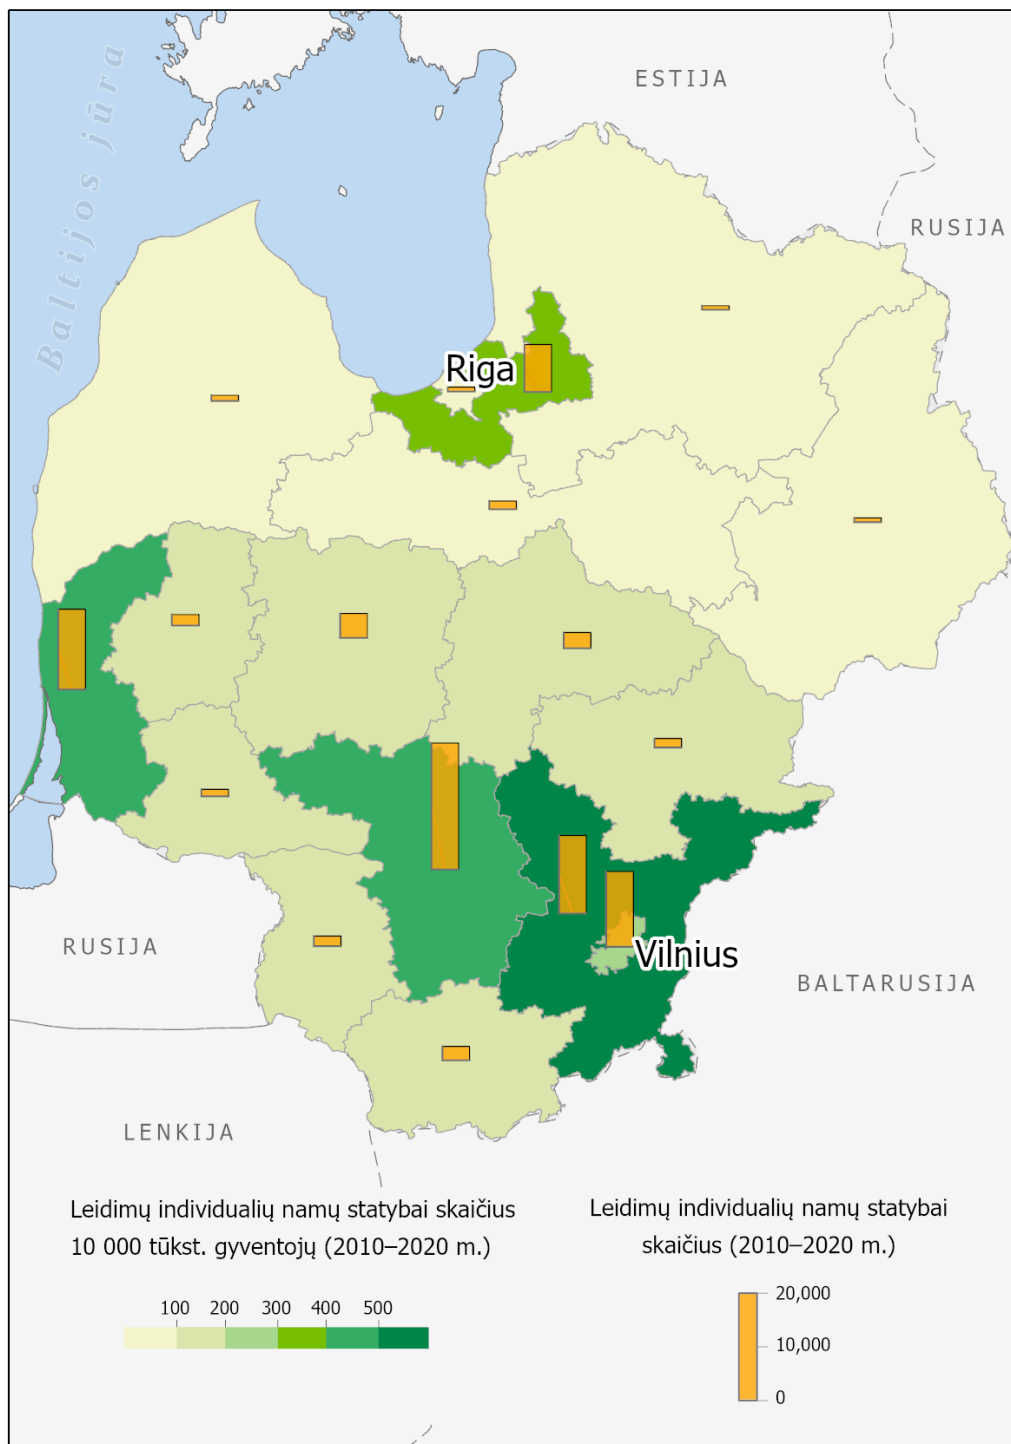 ESTIJA
Baltijos jūra
RUSIJA
Riga
RUSIJA
Vilnius
BALTARUSIJA
LENKIJA
Leidimų individualių namų statybai skaičius
10 000 tūkst. gyventojų (2010–2020 m.)
100 200 300 400 500
Leidimų individualių namų statybai
skaičius (2010–2020 m.)
20,000
10,000
0